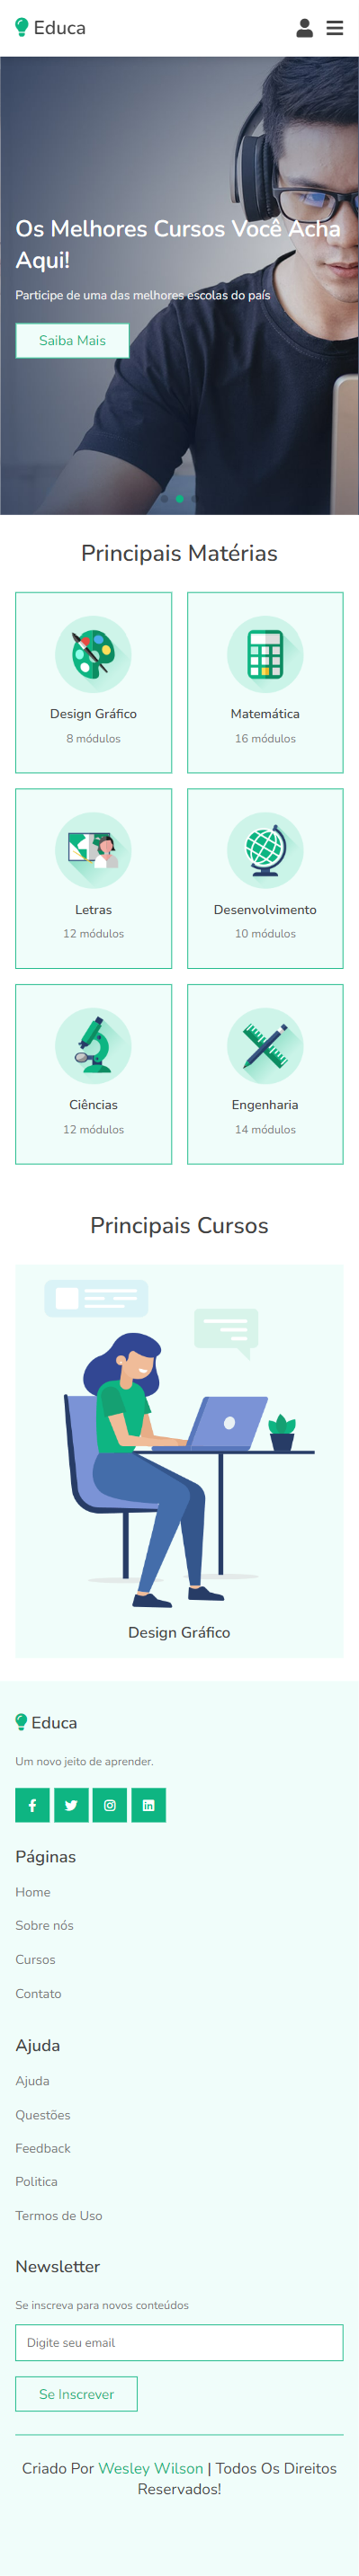 Educa
Os Melhores Cursos Você Acha
Aqui!
Participe de uma das melhores escolas do país
Saiba Mais
Principais Matérias
Design Gráfico
8 módulos
Matemática
16 módulos
Letras
12 módulos
Desenvolvimento
10 módulos
Ciências
12 módulos
Engenharia
14 módulos
Principais Cursos
Design Gráfico
Educa
Um novo jeito de aprender.
Páginas
Home
Sobre nós
Cursos
Contato
Ajuda
Ajuda
Questões
Feedback
Politica
Termos de Uso
Newsletter
Se inscreva para novos conteúdos
Digite seu email
Se Inscrever
Criado Por Wesley Wilson | Todos Os Direitos
Reservados!